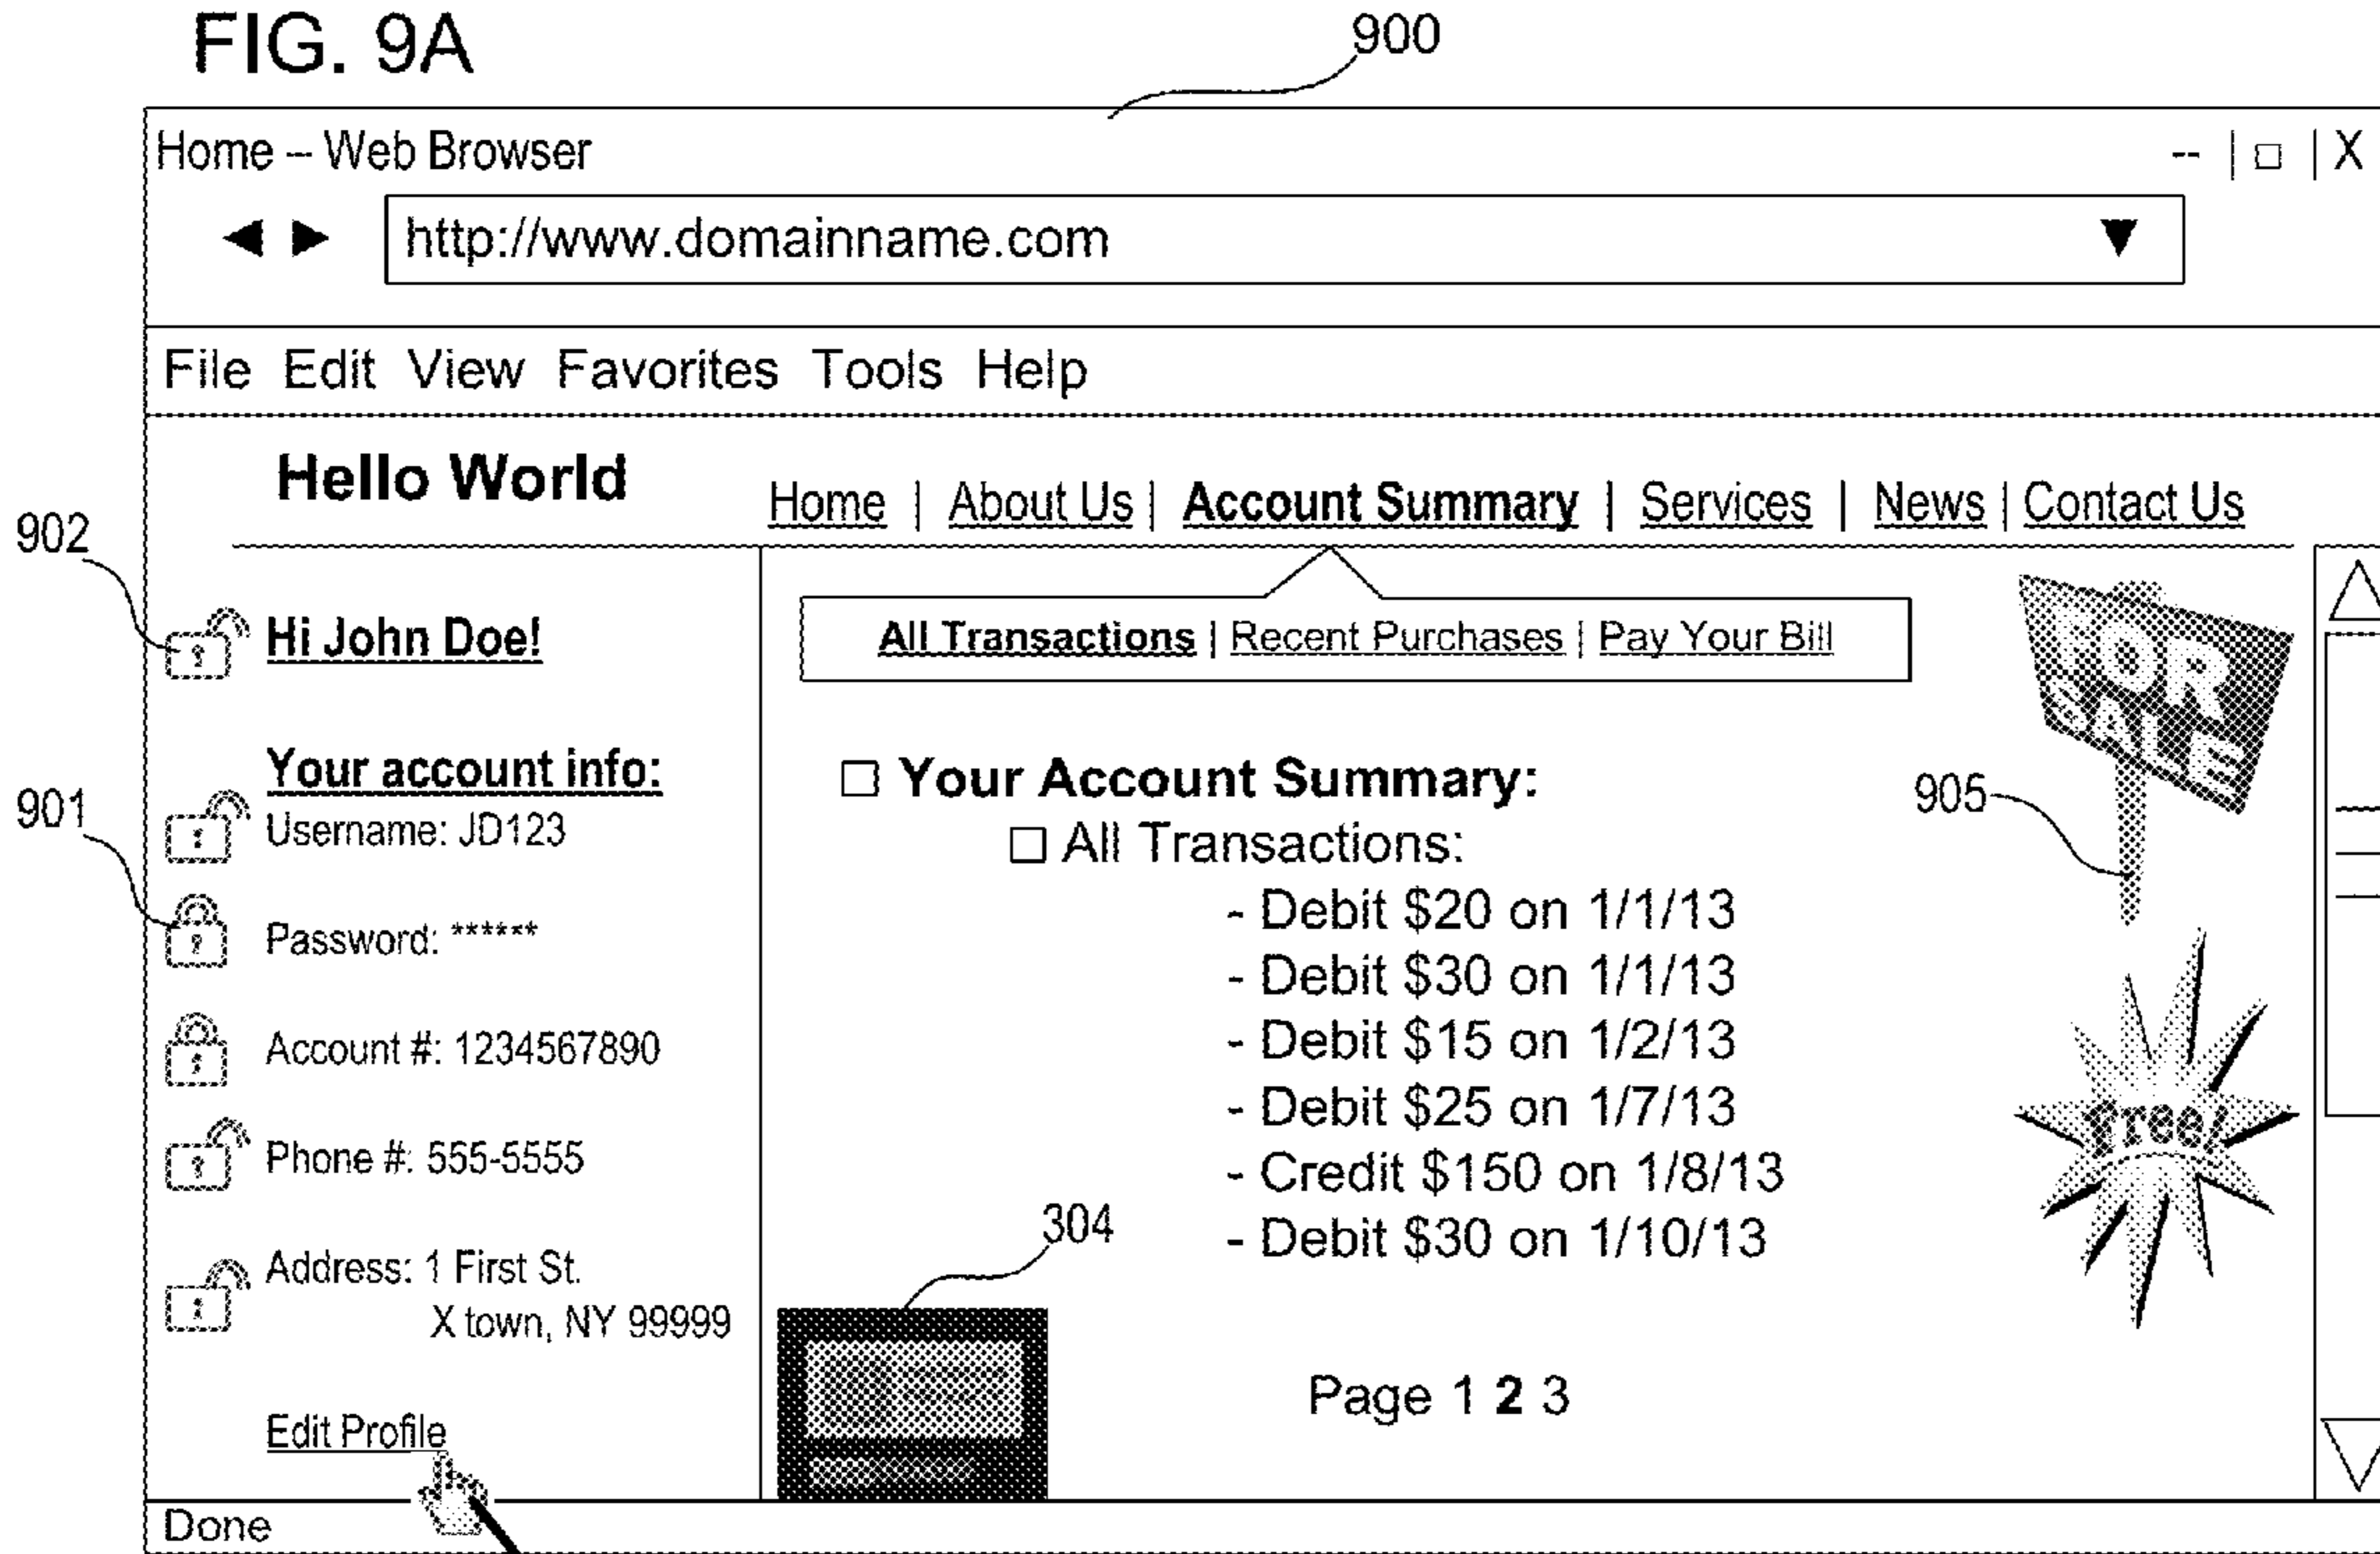 FIG. 9A
900
Home – Web Browser
-- | □ | X
http://www.domainname.com
File Edit View Favorites Tools Help
Hello World
Home | About Us | Account Summary | Services | News | Contact Us
902
Hi John Doe!
All Transactions | Recent Purchases | Pay Your Bill
FOR
SALE
Your account info:
Username: JD123
901
Password: ******
Account #: 1234567890
Phone #: 555-5555
Address: 1 First St.
X town, NY 99999
Edit Profile
Your Account Summary:
All Transactions:
- Debit $20 on 1/1/13
- Debit $30 on 1/1/13
- Debit $15 on 1/2/13
- Debit $25 on 1/7/13
- Credit $150 on 1/8/13
- Debit $30 on 1/10/13
905
free!
304
Page 1 2 3
Done